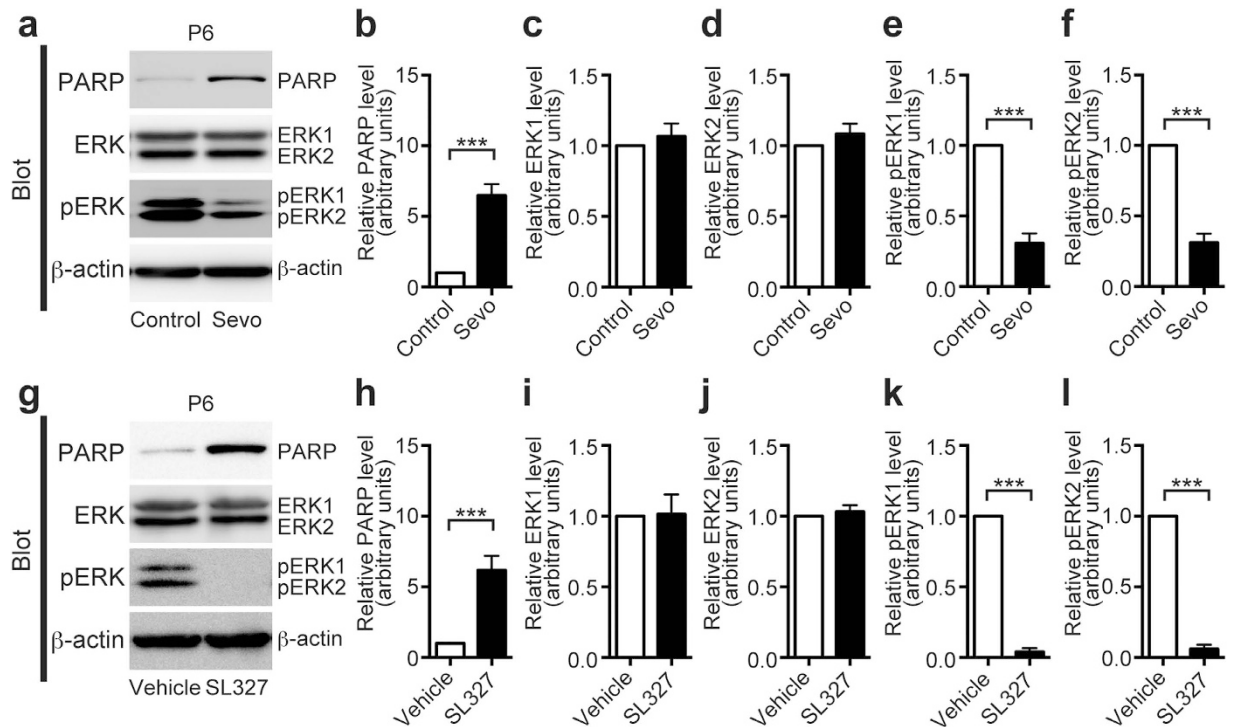 a
P6
Blot
PARP
PARP
ERK
ERK1
ERK2
pERK
pERK1
pERK2
β-actin
β-actin
Control Sevo
b
Relative PARP level
(arbitrary units)
15
10
5
0
***
Control
Sevo
c
Relative ERK1 level
(arbitrary units)
1.5
1.0
0.5
0.0
Control
Sevo
d
Relative ERK2 level
(arbitrary units)
1.5
1.0
0.5
0.0
Control
Sevo
e
Relative pERK1 level
(arbitrary units)
1.5
1.0
0.5
0.0
***
Control
Sevo
f
Relative pERK2 level
(arbitrary units)
1.5
1.0
0.5
0.0
***
Control
Sevo
g
P6
Blot
PARP
PARP
ERK
ERK1
ERK2
pERK
pERK1
pERK2
β-actin
β-actin
Vehicle SL327
h
Relative PARP level
(arbitrary units)
15
10
5
0
***
Vehicle
SL327
i
Relative ERK1 level
(arbitrary units)
1.5
1.0
0.5
0.0
Vehicle
SL327
j
Relative ERK2 level
(arbitrary units)
1.5
1.0
0.5
0.0
Vehicle
SL327
k
Relative pERK1 level
(arbitrary units)
1.5
1.0
0.5
0.0
***
Vehicle
SL327
l
Relative pERK2 level
(arbitrary units)
1.5
1.0
0.5
0.0
***
Vehicle
SL327